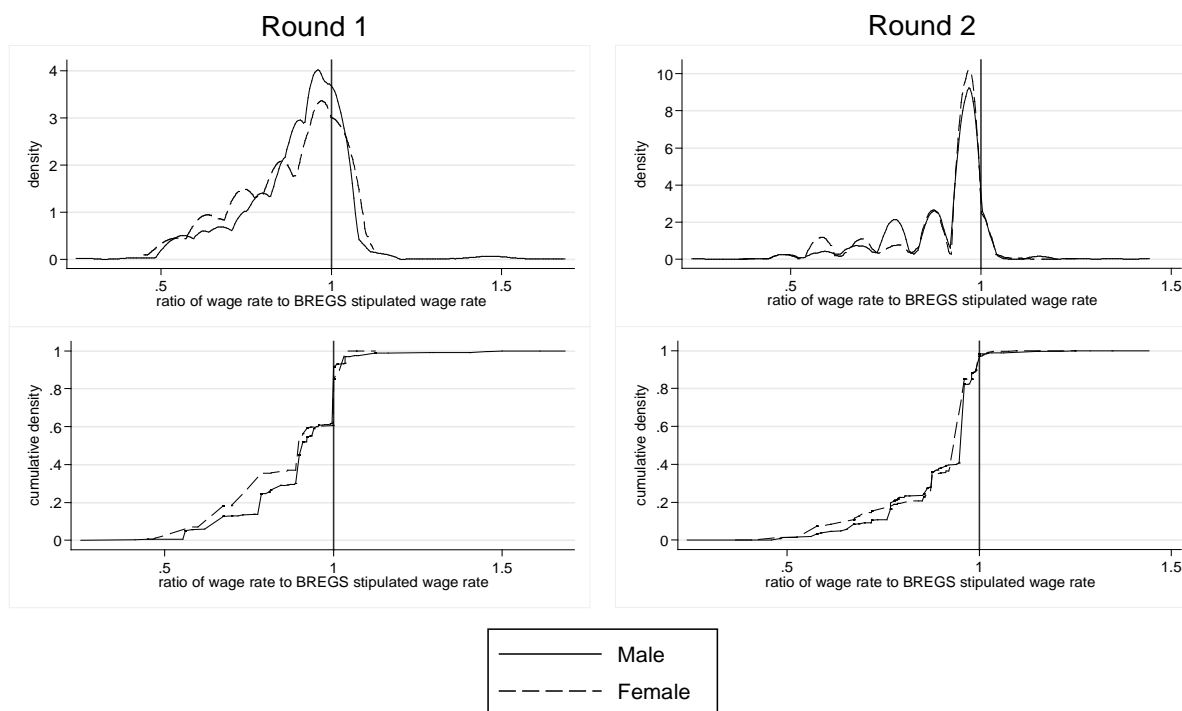 Round 1
Round 2
density
4
3
2
1
0
.5
1
1.5
ratio of wage rate to BREGS stipulated wage rate
density
10
8
6
4
2
0
.5
1
1.5
ratio of wage rate to BREGS stipulated wage rate
cumulative density
1
.8
.6
.4
.2
0
.5
1
1.5
ratio of wage rate to BREGS stipulated wage rate
cumulative density
1
.8
.6
.4
.2
0
.5
1
1.5
ratio of wage rate to BREGS stipulated wage rate
Male
Female